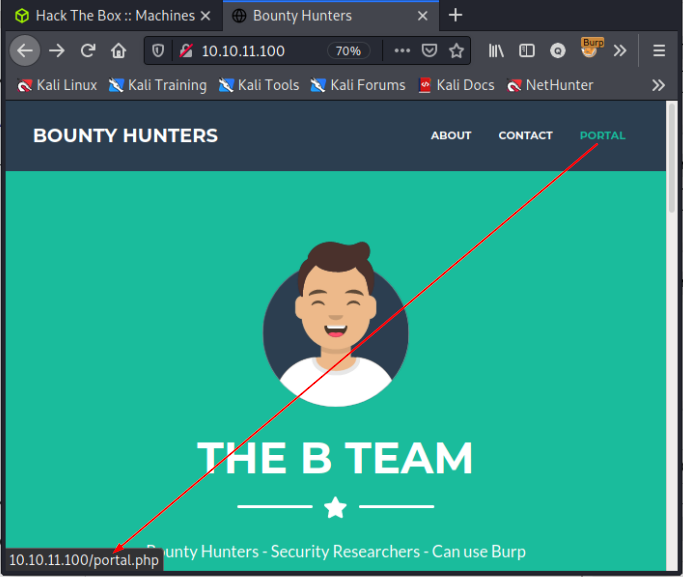 Hack The Box :: Machines
Bounty Hunters
10.10.11.100
70%
Burp
Kali Linux
Kali Training
Kali Tools
Kali Forums
Kali Docs
NetHunter
BOUNTY HUNTERS
ABOUT
CONTACT
PORTAL
THE B TEAM
Bounty Hunters - Security Researchers - Can use Burp
10.10.11.100/portal.php